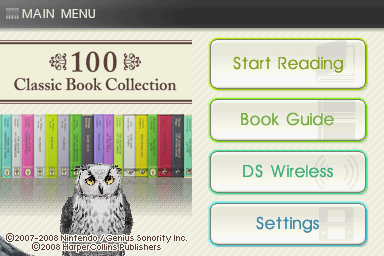 MAIN MENU
100
Classic Book Collection
Start Reading
Book Guide
DS Wireless
Settings
©2007-2008 Nintendo / Genius Sonority Inc.
©2008 HarperCollins Publishers